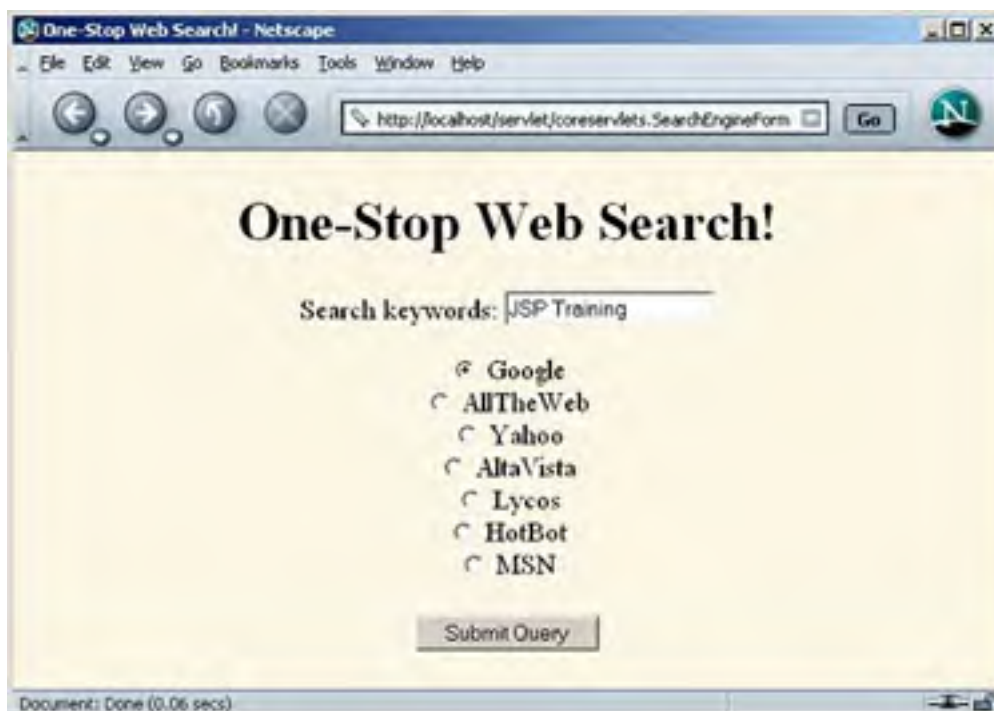 One-Stop Web Search! - Netscape
File Edit View Go Bookmarks Tools Window Help
http://localhost/servlet/coreservlets.SearchEngineForm Go N
One-Stop Web Search!
Search keywords: JSP Training
Google
AllTheWeb
Yahoo
AltaVista
Lycos
HotBot
MSN
Submit Query
Document: Done (0.06 secs)